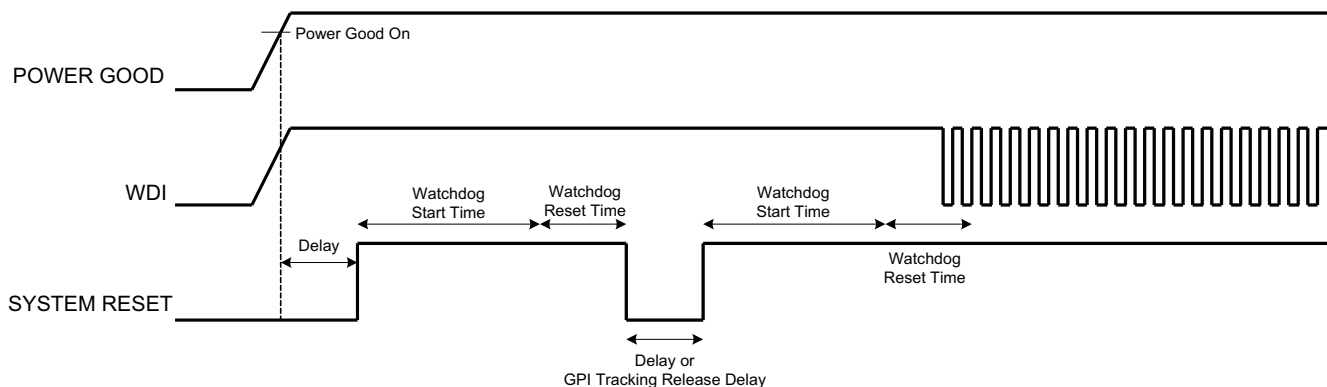 Power Good On
POWER GOOD
WDI
Watchdog
Start Time
Watchdog
Reset Time
Watchdog
Start Time
Delay
Watchdog
Reset Time
SYSTEM RESET
Delay or
GPI Tracking Release Delay